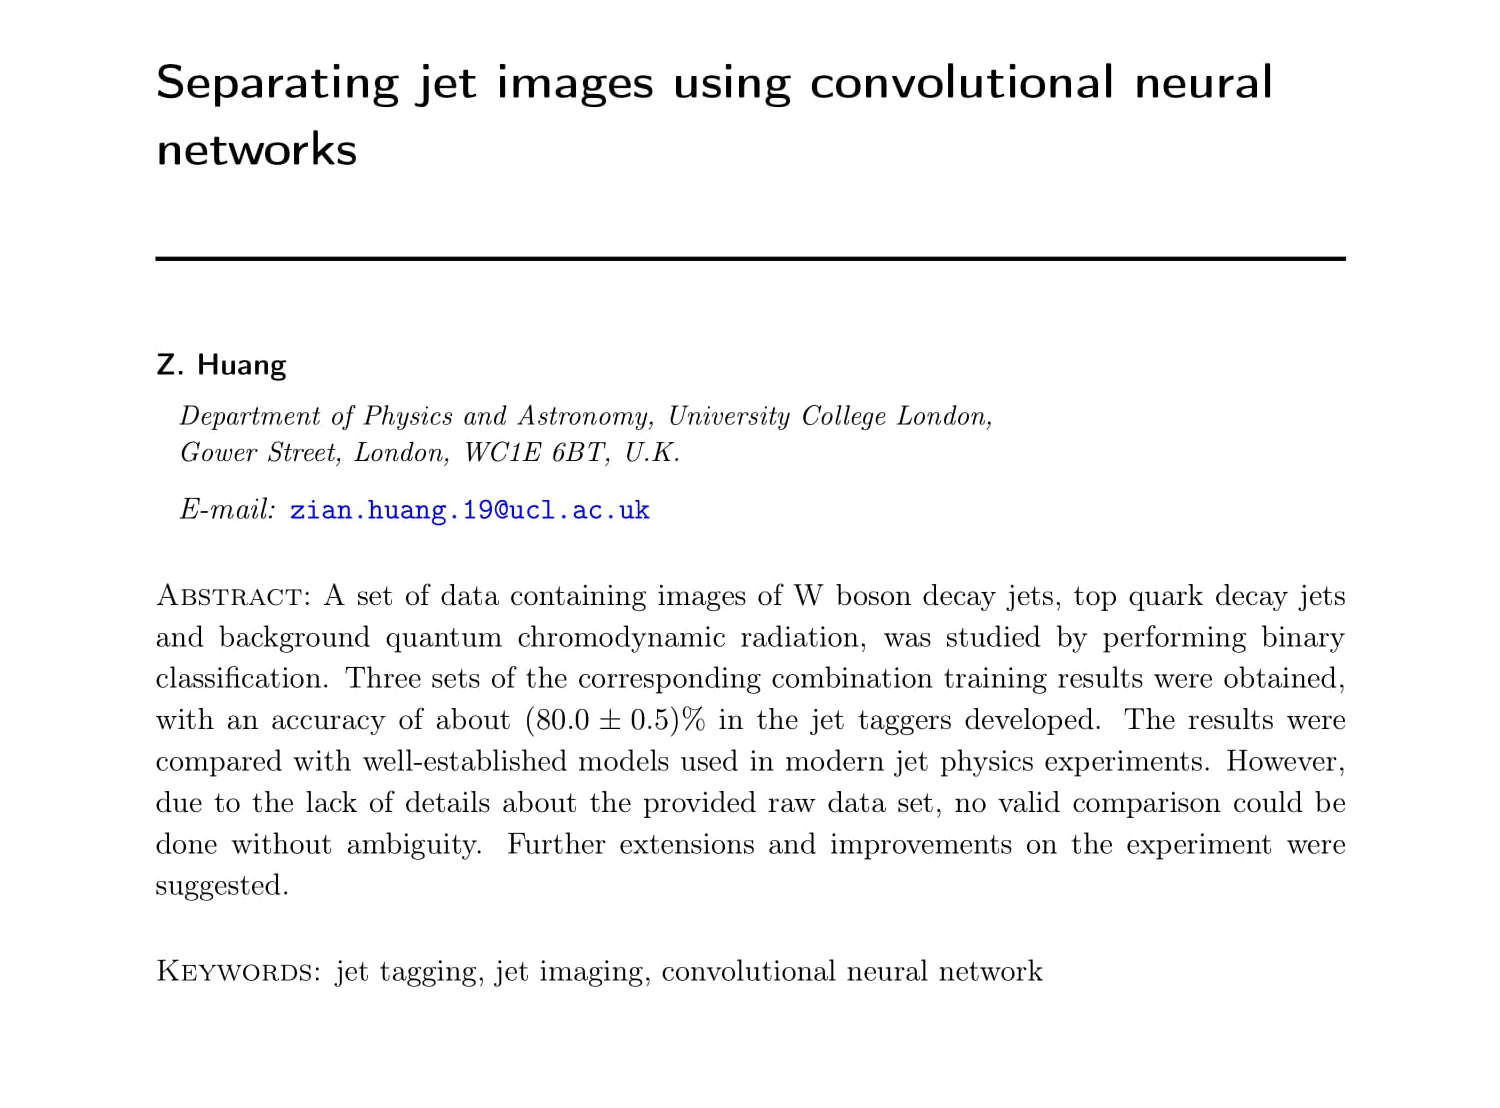 Separating jet images using convolutional neural
networks
Z. Huang
Department of Physics and Astronomy, University College London,
Gower Street, London, WC1E 6BT, U.K.
E-mail: zian.huang.19@ucl.ac.uk
Abstract: A set of data containing images of W boson decay jets, top quark decay jets
and background quantum chromodynamic radiation, was studied by performing binary
classification. Three sets of the corresponding combination training results were obtained,
with an accuracy of about (80.0 ± 0.5)% in the jet taggers developed. The results were
compared with well-established models used in modern jet physics experiments. However,
due to the lack of details about the provided raw data set, no valid comparison could be
done without ambiguity. Further extensions and improvements on the experiment were
suggested.
Keywords: jet tagging, jet imaging, convolutional neural network